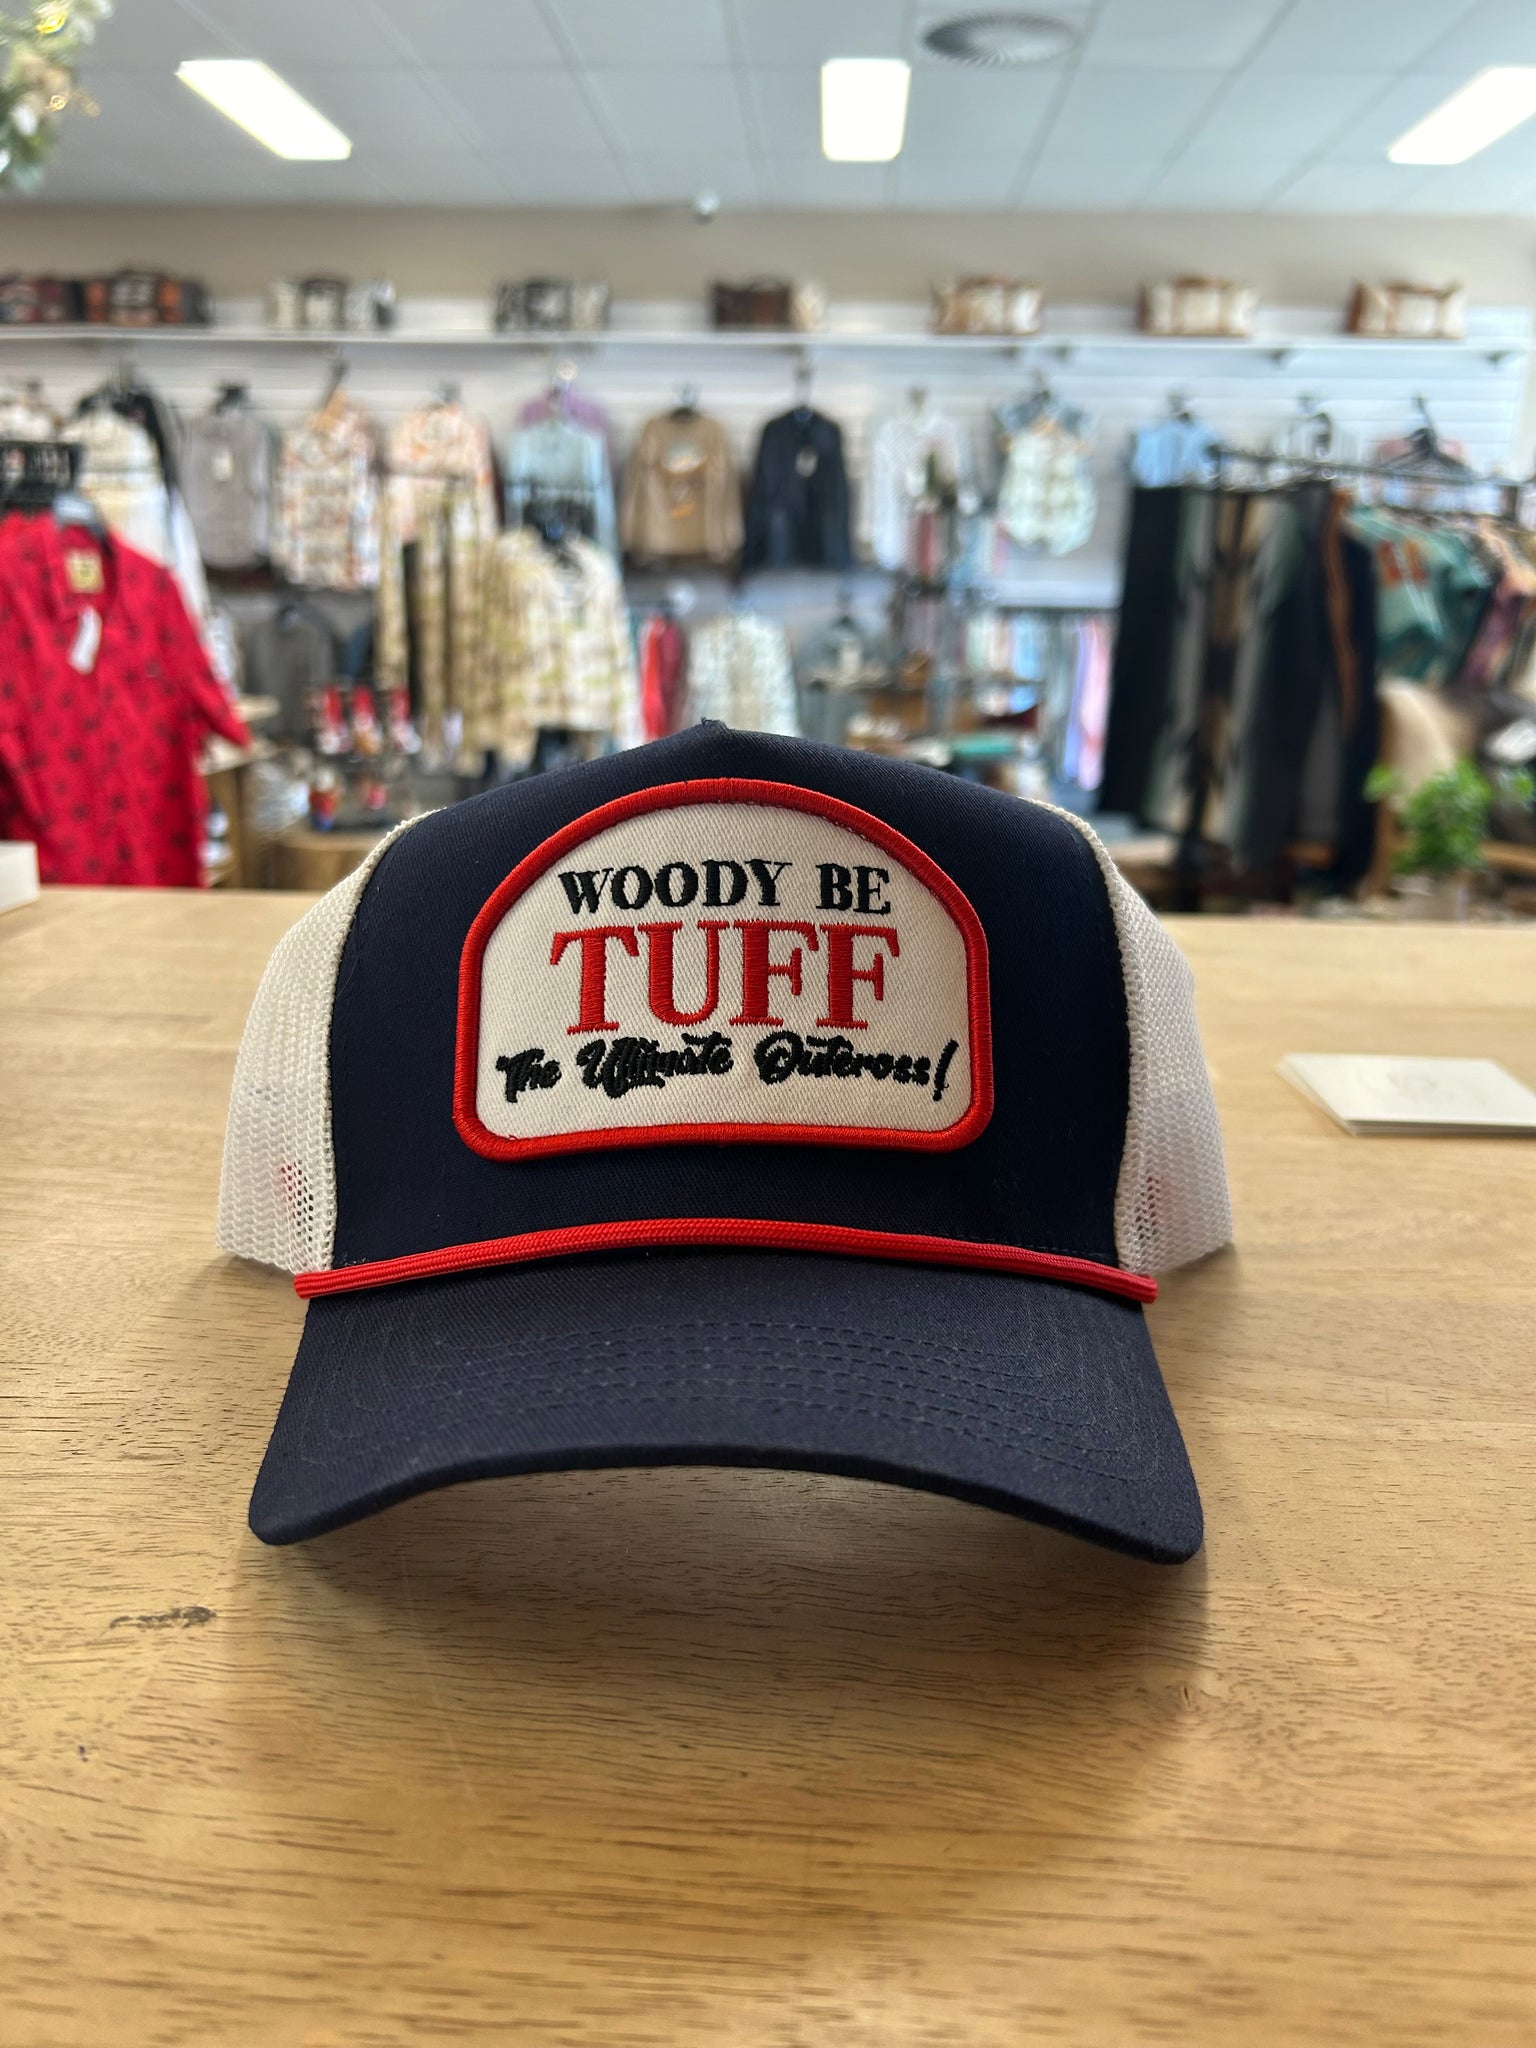 WOODY BE
TUFF
The Ultimate Outcross!